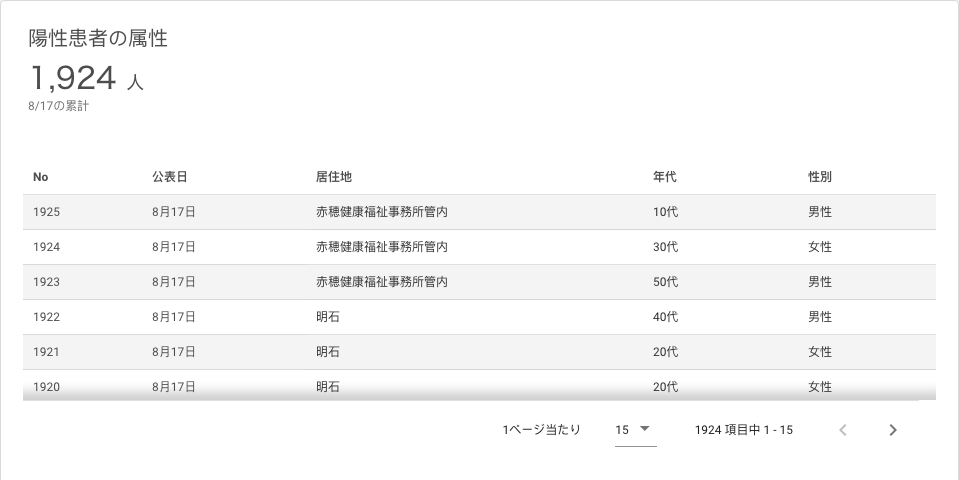 陽性患者の属性
1,924 人
8/17の累計
No 公表日 居住地 年代 性別
1925 8月17日 赤穂健康福祉事務所管内 10代 男性
1924 8月17日 赤穂健康福祉事務所管内 30代 女性
1923 8月17日 赤穂健康福祉事務所管内 50代 男性
1922 8月17日 明石 40代 男性
1921 8月17日 明石 20代 女性
1920 8月17日 明石 20代 女性
1ページ当たり 15 1924 項目中 1 - 15